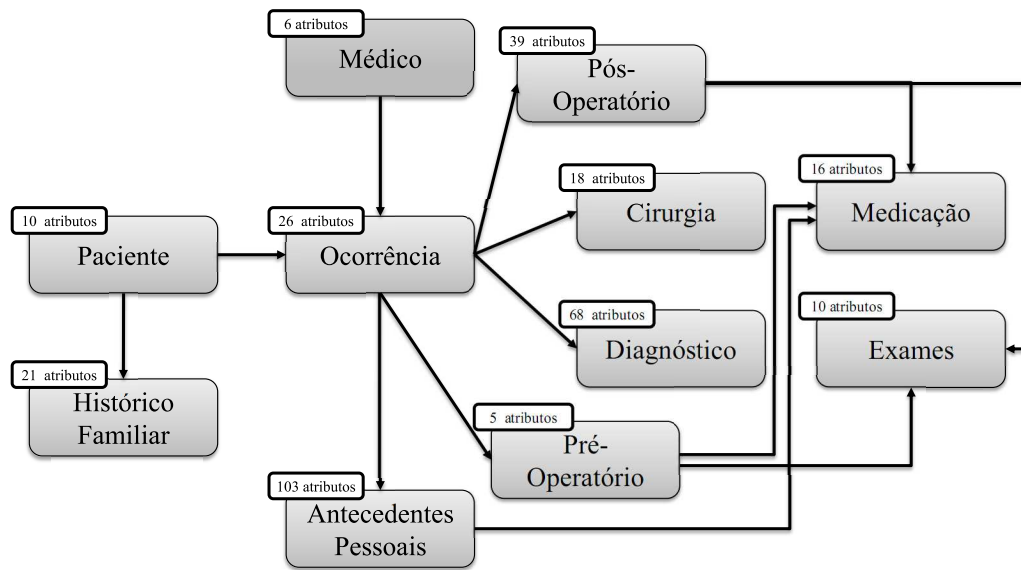 6 atributos
Médico
39 atributos
Pós-
Operatório
18 atributos
Cirurgia
16 atributos
Medicação
10 atributos
Paciente
26 atributos
Ocorrência
68 atributos
Diagnóstico
10 atributos
Exames
21 atributos
Histórico
Familiar
5 atributos
Pré-
Operatório
103 atributos
Antecedentes
Pessoais